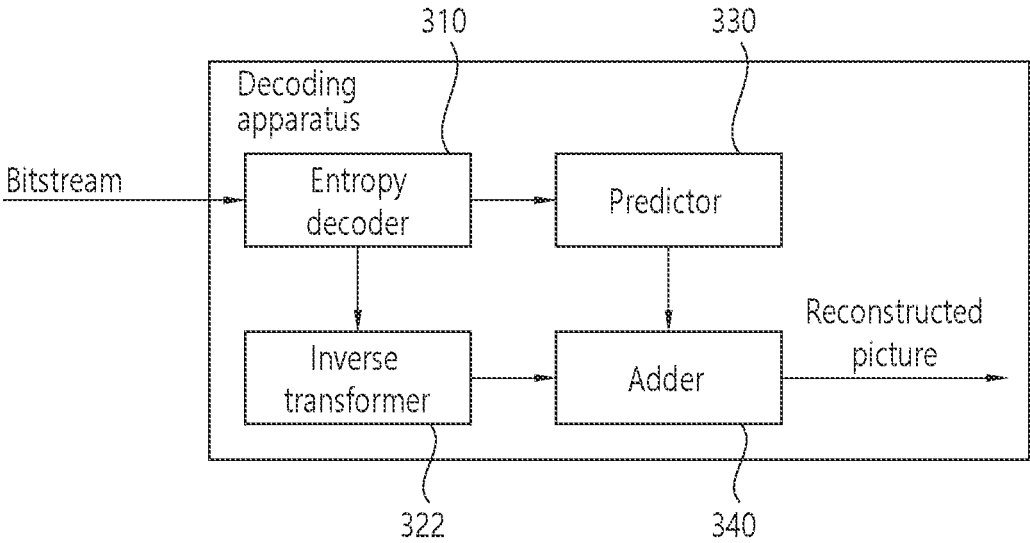 310
330
Decoding
apparatus
Bitstream
Entropy
decoder
Predictor
Reconstructed
picture
Inverse
transformer
Adder
322
340